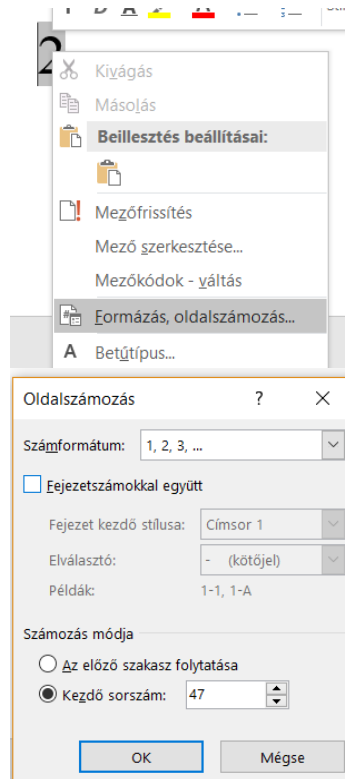 2
Kivágás
Másolás
Beillesztés beállításai:
Mezőfrissítés
Mező szerkesztése...
Mezőkódok - váltás
Formázás, oldalszámozás...
A Betűtípus...
Oldalszámozás ? ✕
Számformátum: 1, 2, 3, ...
Fejezetszámokkal együtt
Fejezet kezdő stílusa: Címsor 1
Elválasztó: - (kötőjel)
Példák: 1-1, 1-A
Számozás módja
Az előző szakasz folytatása
Kezdő sorszám: 47
OK Mégse